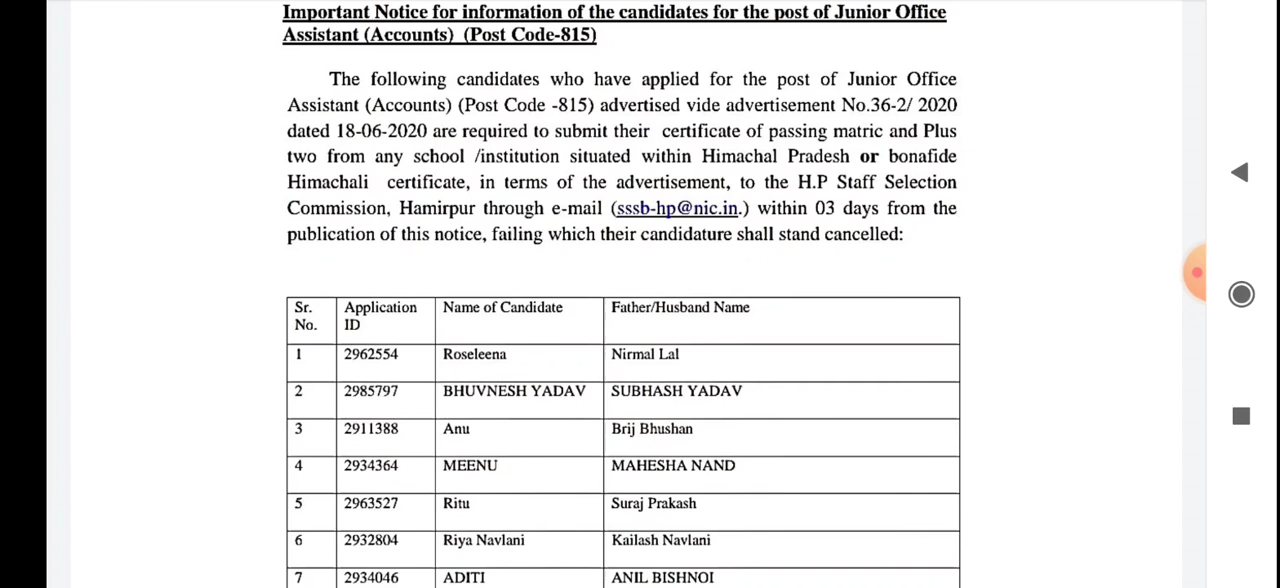 Important Notice for information of the candidates for the post of Junior Office
Assistant (Accounts) (Post Code-815)
The following candidates who have applied for the post of Junior Office
Assistant (Accounts) (Post Code -815) advertised vide advertisement No.36-2/ 2020
dated 18-06-2020 are required to submit their certificate of passing matric and Plus
two from any school /institution situated within Himachal Pradesh or bonafide
Himachali certificate, in terms of the advertisement, to the H.P Staff Selection
Commission, Hamirpur through e-mail (sssb-hp@nic.in.) within 03 days from the
publication of this notice, failing which their candidature shall stand cancelled:
Sr. No. Application ID Name of Candidate Father/Husband Name
1 2962554 Roseleena Nirmal Lal
2 2985797 BHUVNESH YADAV SUBHASH YADAV
3 2911388 Anu Brij Bhushan
4 2934364 MEENU MAHESHA NAND
5 2963527 Ritu Suraj Prakash
6 2932804 Riya Navlani Kailash Navlani
7 2934046 ADITI ANIL BISHNOI